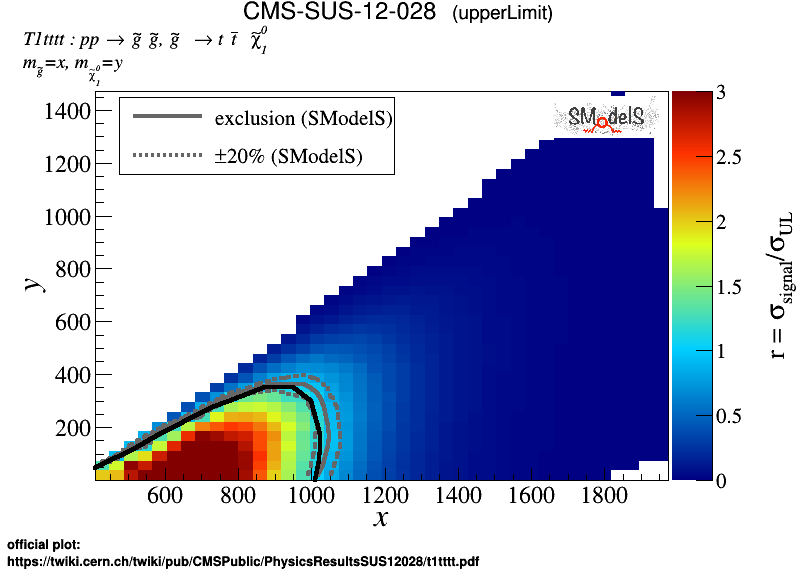 CMS-SUS-12-028 (upperLimit)
T1tttt : pp → g̃ g̃, g̃ → t t̄ χ̃₁⁰
m_g̃=x, m_χ̃₁⁰=y
exclusion (SModelS)
±20% (SModelS)
SModelS
1400
1200
1000
800
600
400
200
y
600 800 1000 1200 1400 1600 1800
x
3
2.5
2
1.5
1
0.5
0
r = σ_signal/σ_UL
official plot:
https://twiki.cern.ch/twiki/pub/CMSPublic/PhysicsResultsSUS12028/t1tttt.pdf